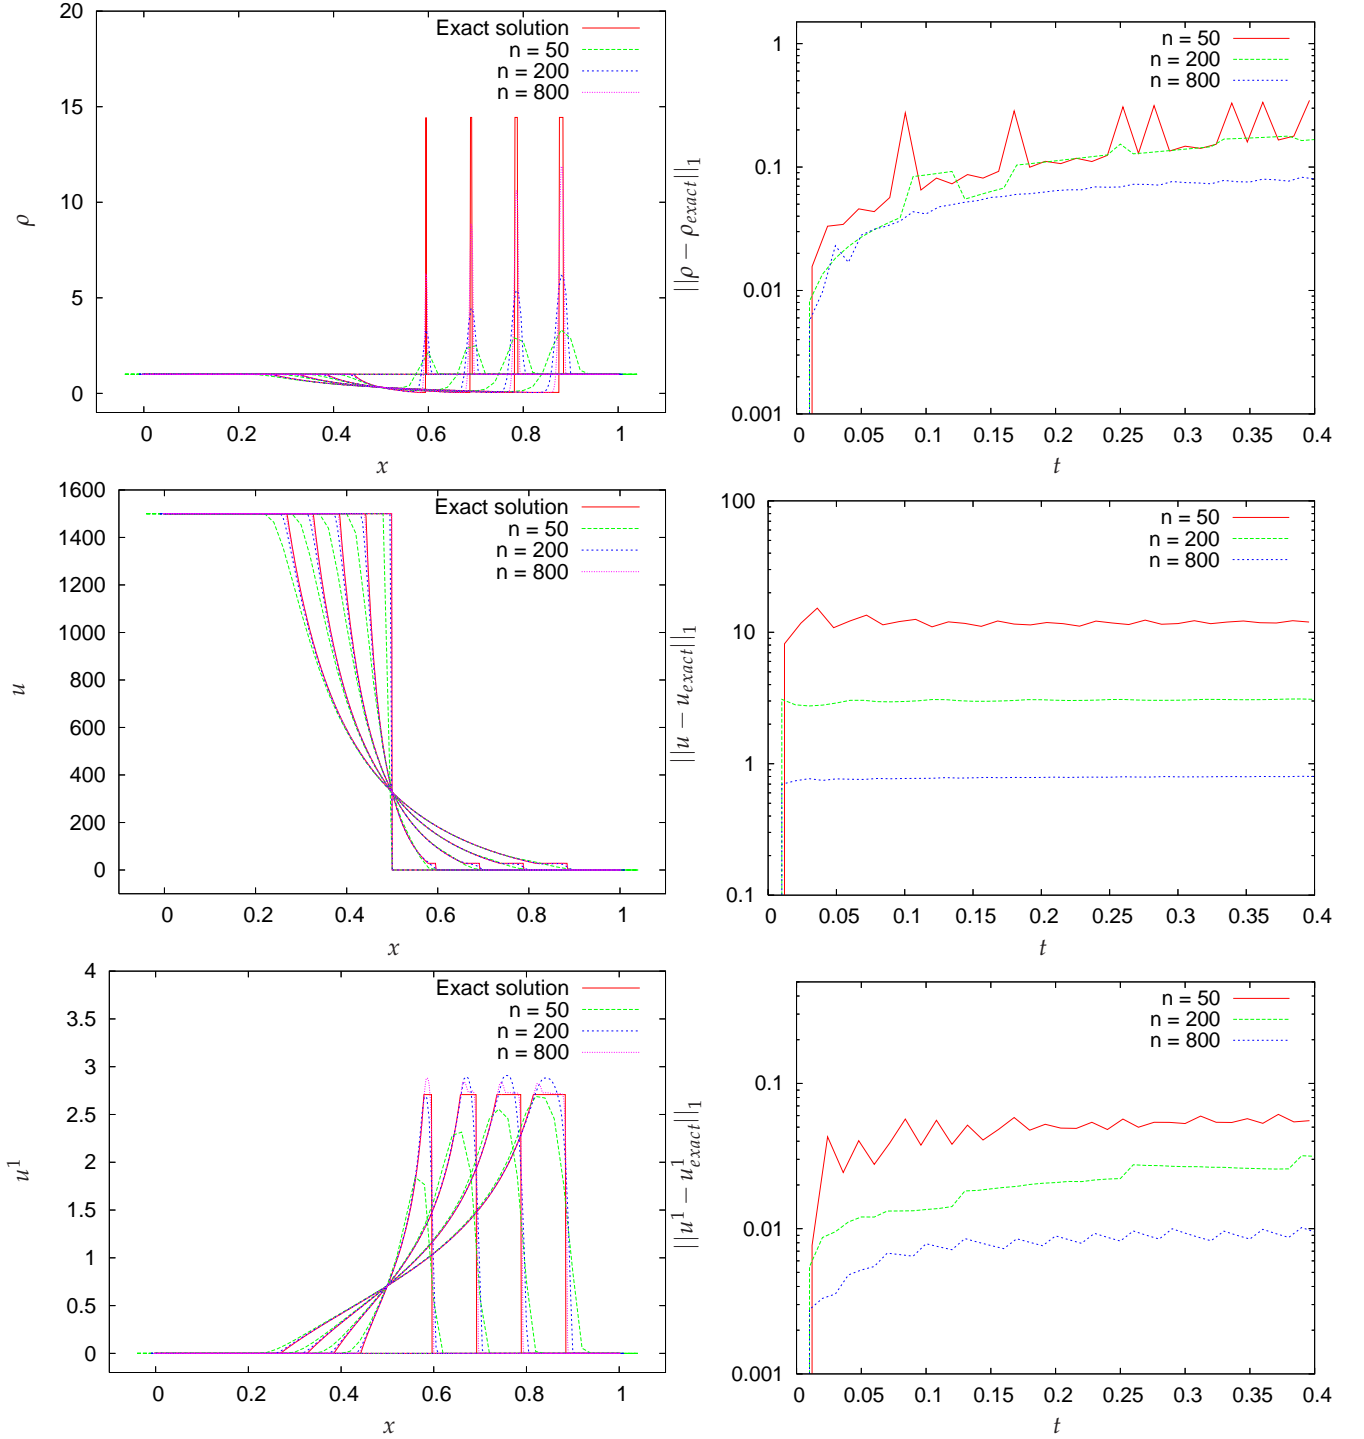 20
15
10
5
0
ρ
Exact solution
n = 50
n = 200
n = 800
0 0.2 0.4 0.6 0.8 1
x
1
0.1
0.01
0.001
||ρ − ρ_exact||_1
n = 50
n = 200
n = 800
0 0.05 0.1 0.15 0.2 0.25 0.3 0.35 0.4
t
1600
1400
1200
1000
800
600
400
200
0
u
Exact solution
n = 50
n = 200
n = 800
0 0.2 0.4 0.6 0.8 1
x
100
10
1
0.1
||u − u_exact||_1
n = 50
n = 200
n = 800
0 0.05 0.1 0.15 0.2 0.25 0.3 0.35 0.4
t
4
3.5
3
2.5
2
1.5
1
0.5
0
u^1
Exact solution
n = 50
n = 200
n = 800
0 0.2 0.4 0.6 0.8 1
x
0.1
0.01
0.001
||u^1 − u^1_exact||_1
n = 50
n = 200
n = 800
0 0.05 0.1 0.15 0.2 0.25 0.3 0.35 0.4
t